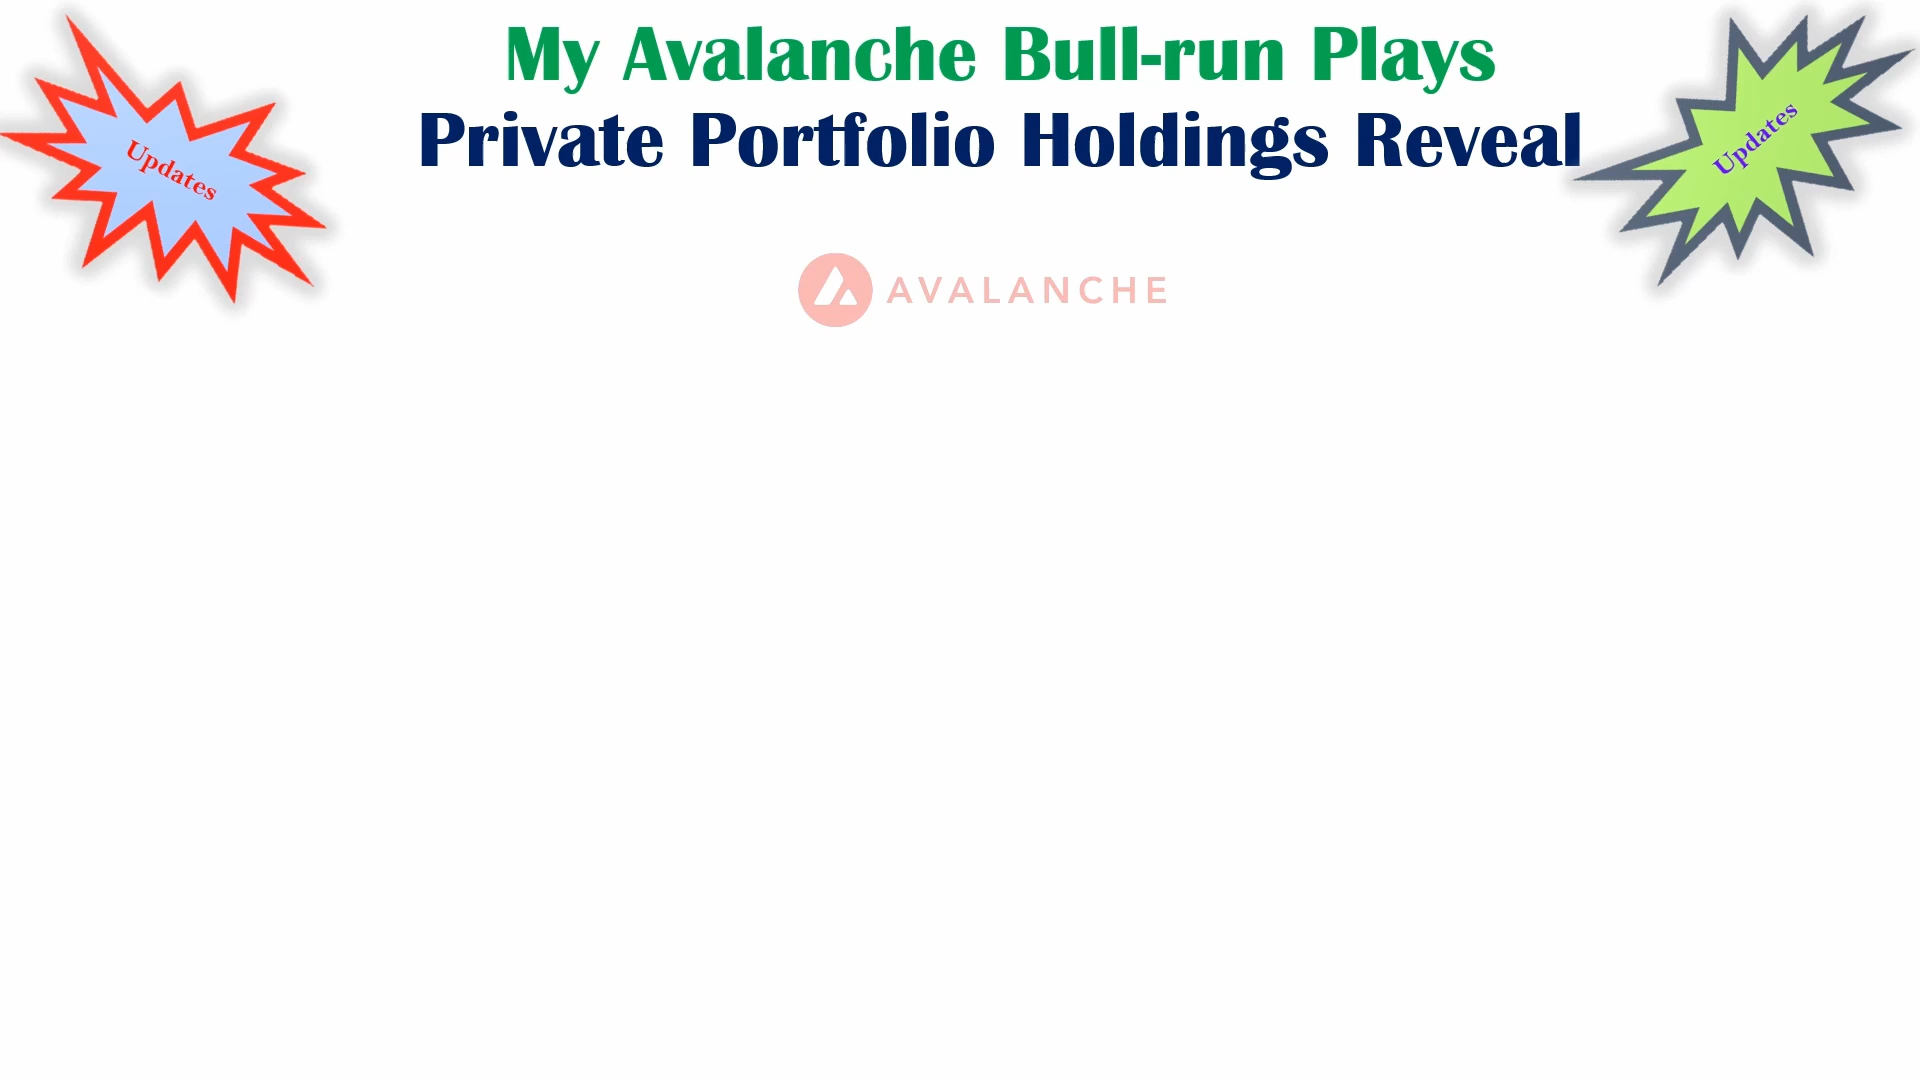 My Avalanche Bull-run Plays
Private Portfolio Holdings Reveal
Updates
Updates
AVALANCHE